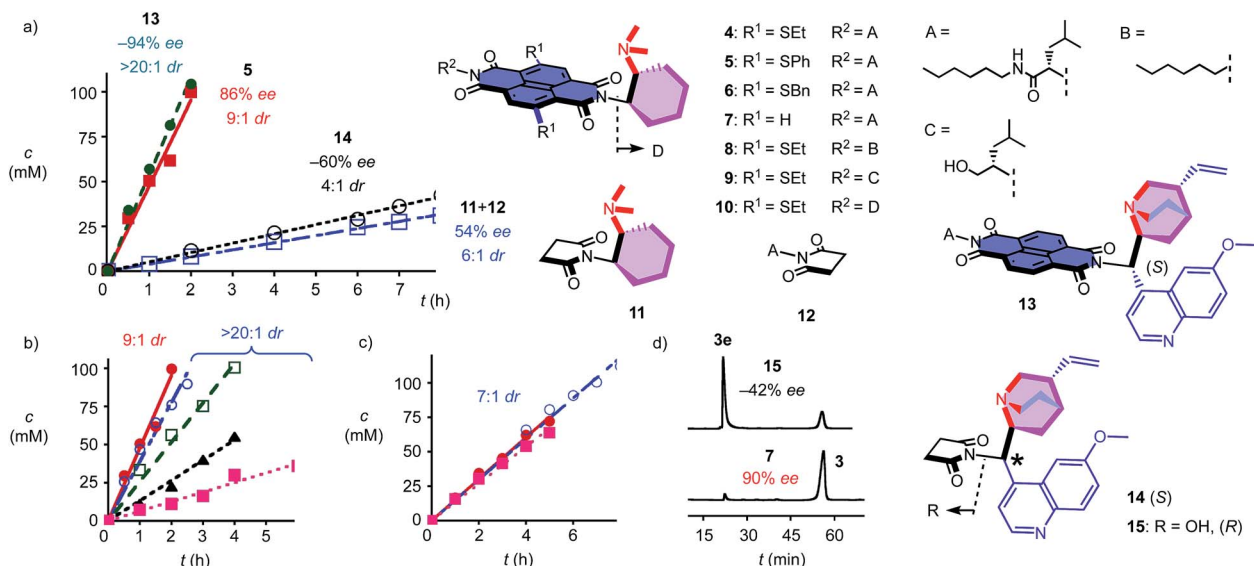 a)
13
–94% ee
>20:1 dr
5
86% ee
9:1 dr
14
–60% ee
4:1 dr
11+12
54% ee
6:1 dr
c
(mM)
100
75
50
25
0
0 1 2 3 4 5 6 7
t (h)
R²–N
O
O
R¹
R¹
O
N
O
N
D
O
N
O
N
11
4: R¹ = SEt R² = A
5: R¹ = SPh R² = A
6: R¹ = SBn R² = A
7: R¹ = H R² = A
8: R¹ = SEt R² = B
9: R¹ = SEt R² = C
10: R¹ = SEt R² = D
A–N
O
O
12
A =
H
N
O
B =
C =
HO
A–N
O
O
O
N
O
N
(S)
O
N
13
b)
9:1 dr
>20:1 dr
c
(mM)
100
75
50
25
0
0 1 2 3 4 5
t (h)
c)
7:1 dr
100
75
50
25
0
0 2 4 6
t (h)
d)
3e
15
–42% ee
7
90% ee
3
15 30 45 60
t (min)
N
O
N
O
*
R
O
N
14 (S)
15: R = OH, (R)